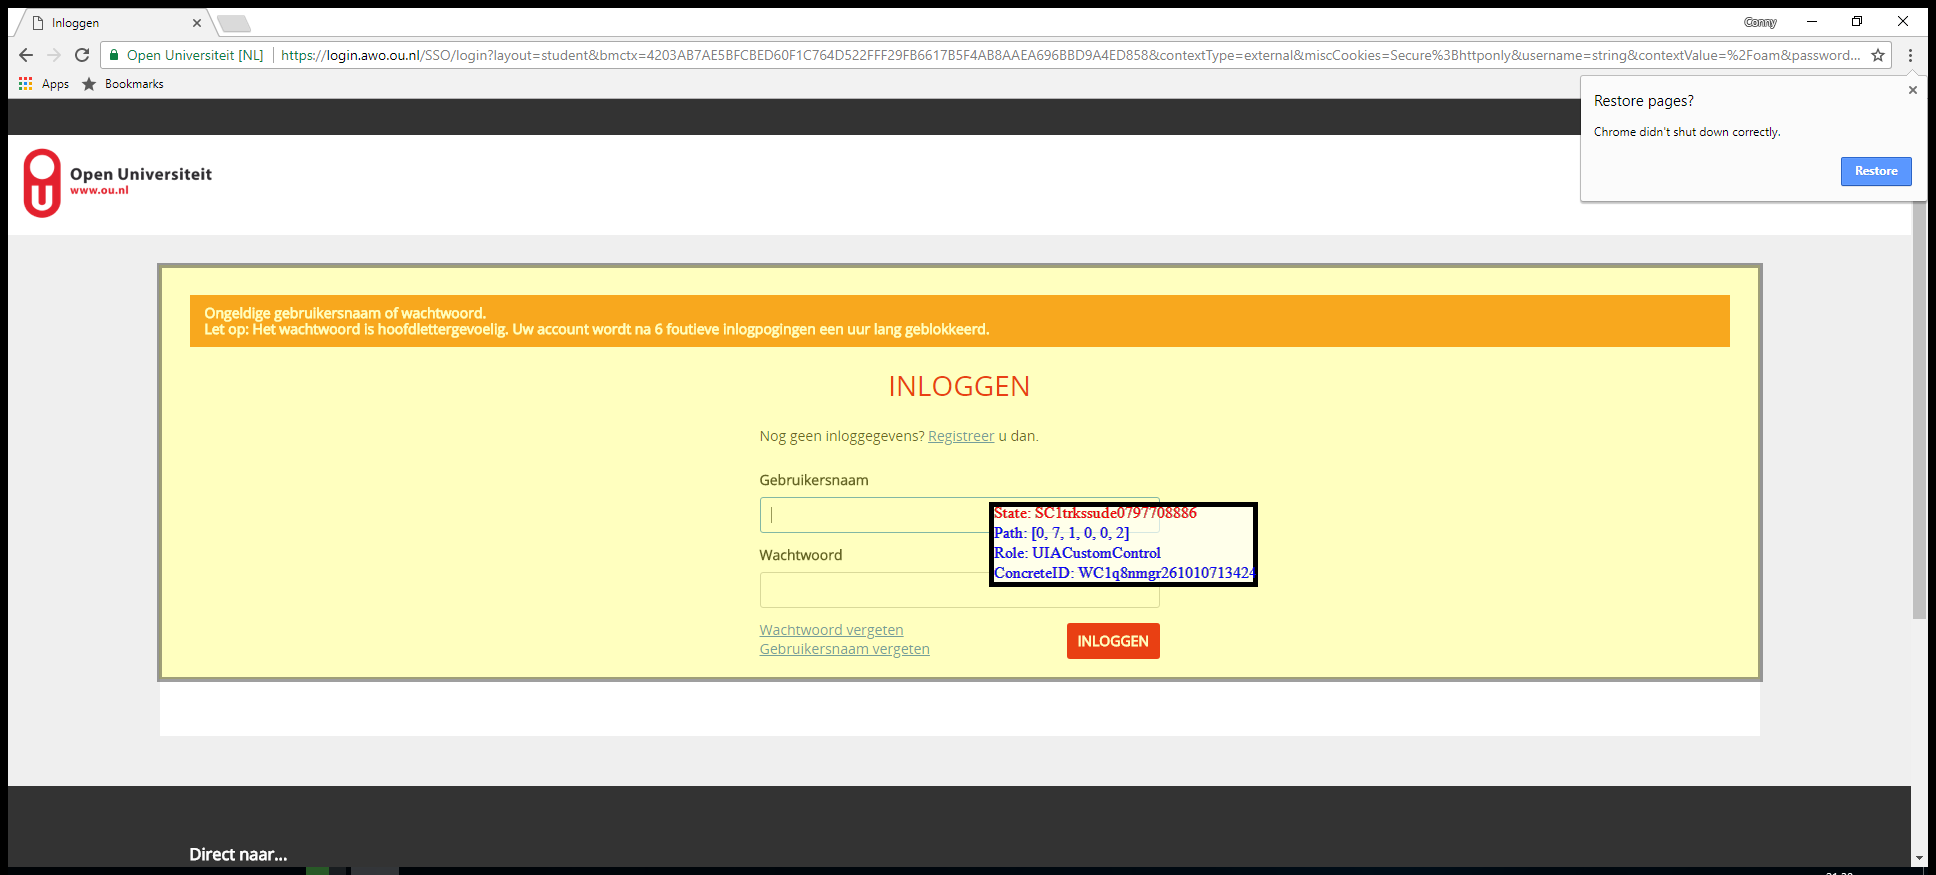 Inloggen
Conny
Open Universiteit [NL]
https://login.awo.ou.nl/SSO/login?layout=student&bmctx=4203AB7AE5BFCBED60F1C764D522FFF29FB6617B5F4AB8AAEA696BBD9A4ED858&contextType=external&miscCookies=Secure%3Bhttponly&username=string&contextValue=%2Foam&password...
Apps
Bookmarks
Restore pages?
Chrome didn't shut down correctly.
Restore
Open Universiteit
www.ou.nl
Ongeldige gebruikersnaam of wachtwoord.
Let op: Het wachtwoord is hoofdlettergevoelig. Uw account wordt na 6 foutieve inlogpogingen een uur lang geblokkeerd.
INLOGGEN
Nog geen inloggegevens? Registreer u dan.
Gebruikersnaam
State: SC1trkssude0797708886
Path: [0, 7, 1, 0, 0, 2]
Role: UIACustomControl
ConcreteID: WC1q8nmgr261010713424
Wachtwoord
Wachtwoord vergeten
Gebruikersnaam vergeten
INLOGGEN
Direct naar...